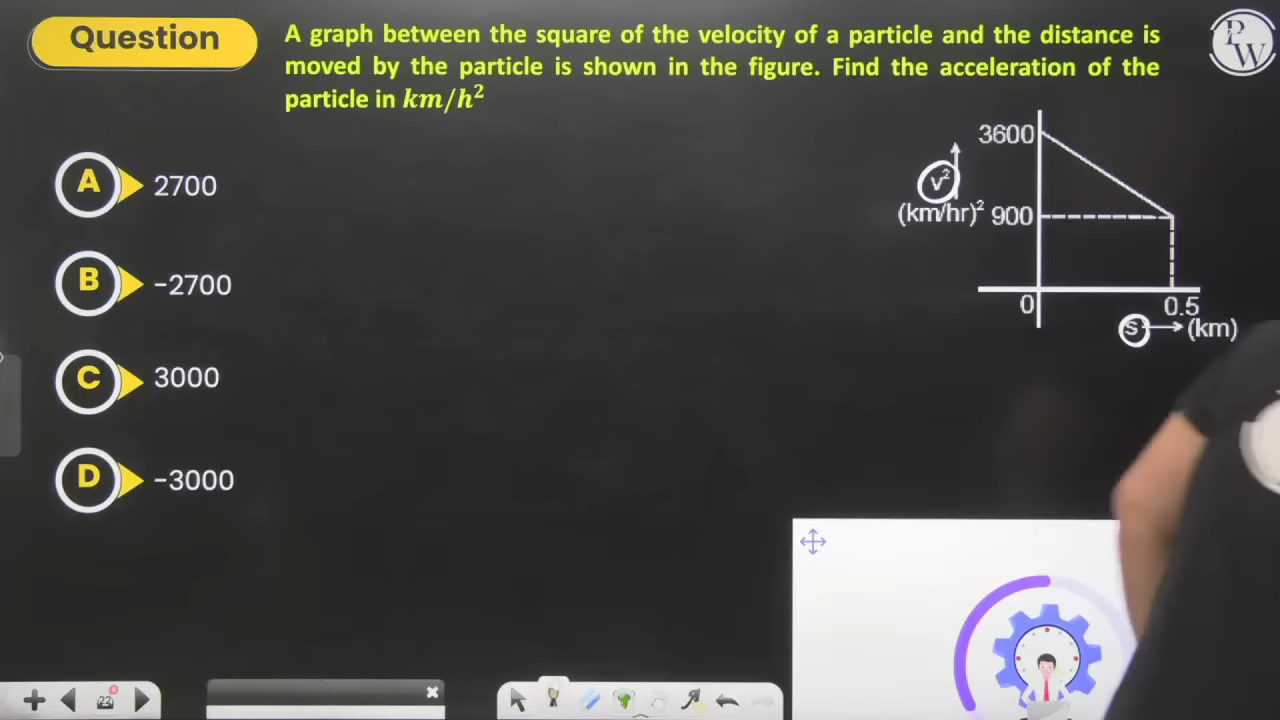 Question
A graph between the square of the velocity of a particle and the distance is
moved by the particle is shown in the figure. Find the acceleration of the
particle in km/h²
PW
A 2700
B -2700
C 3000
D -3000
3600
v²
(km/hr)² 900
0
0.5
s (km)
22